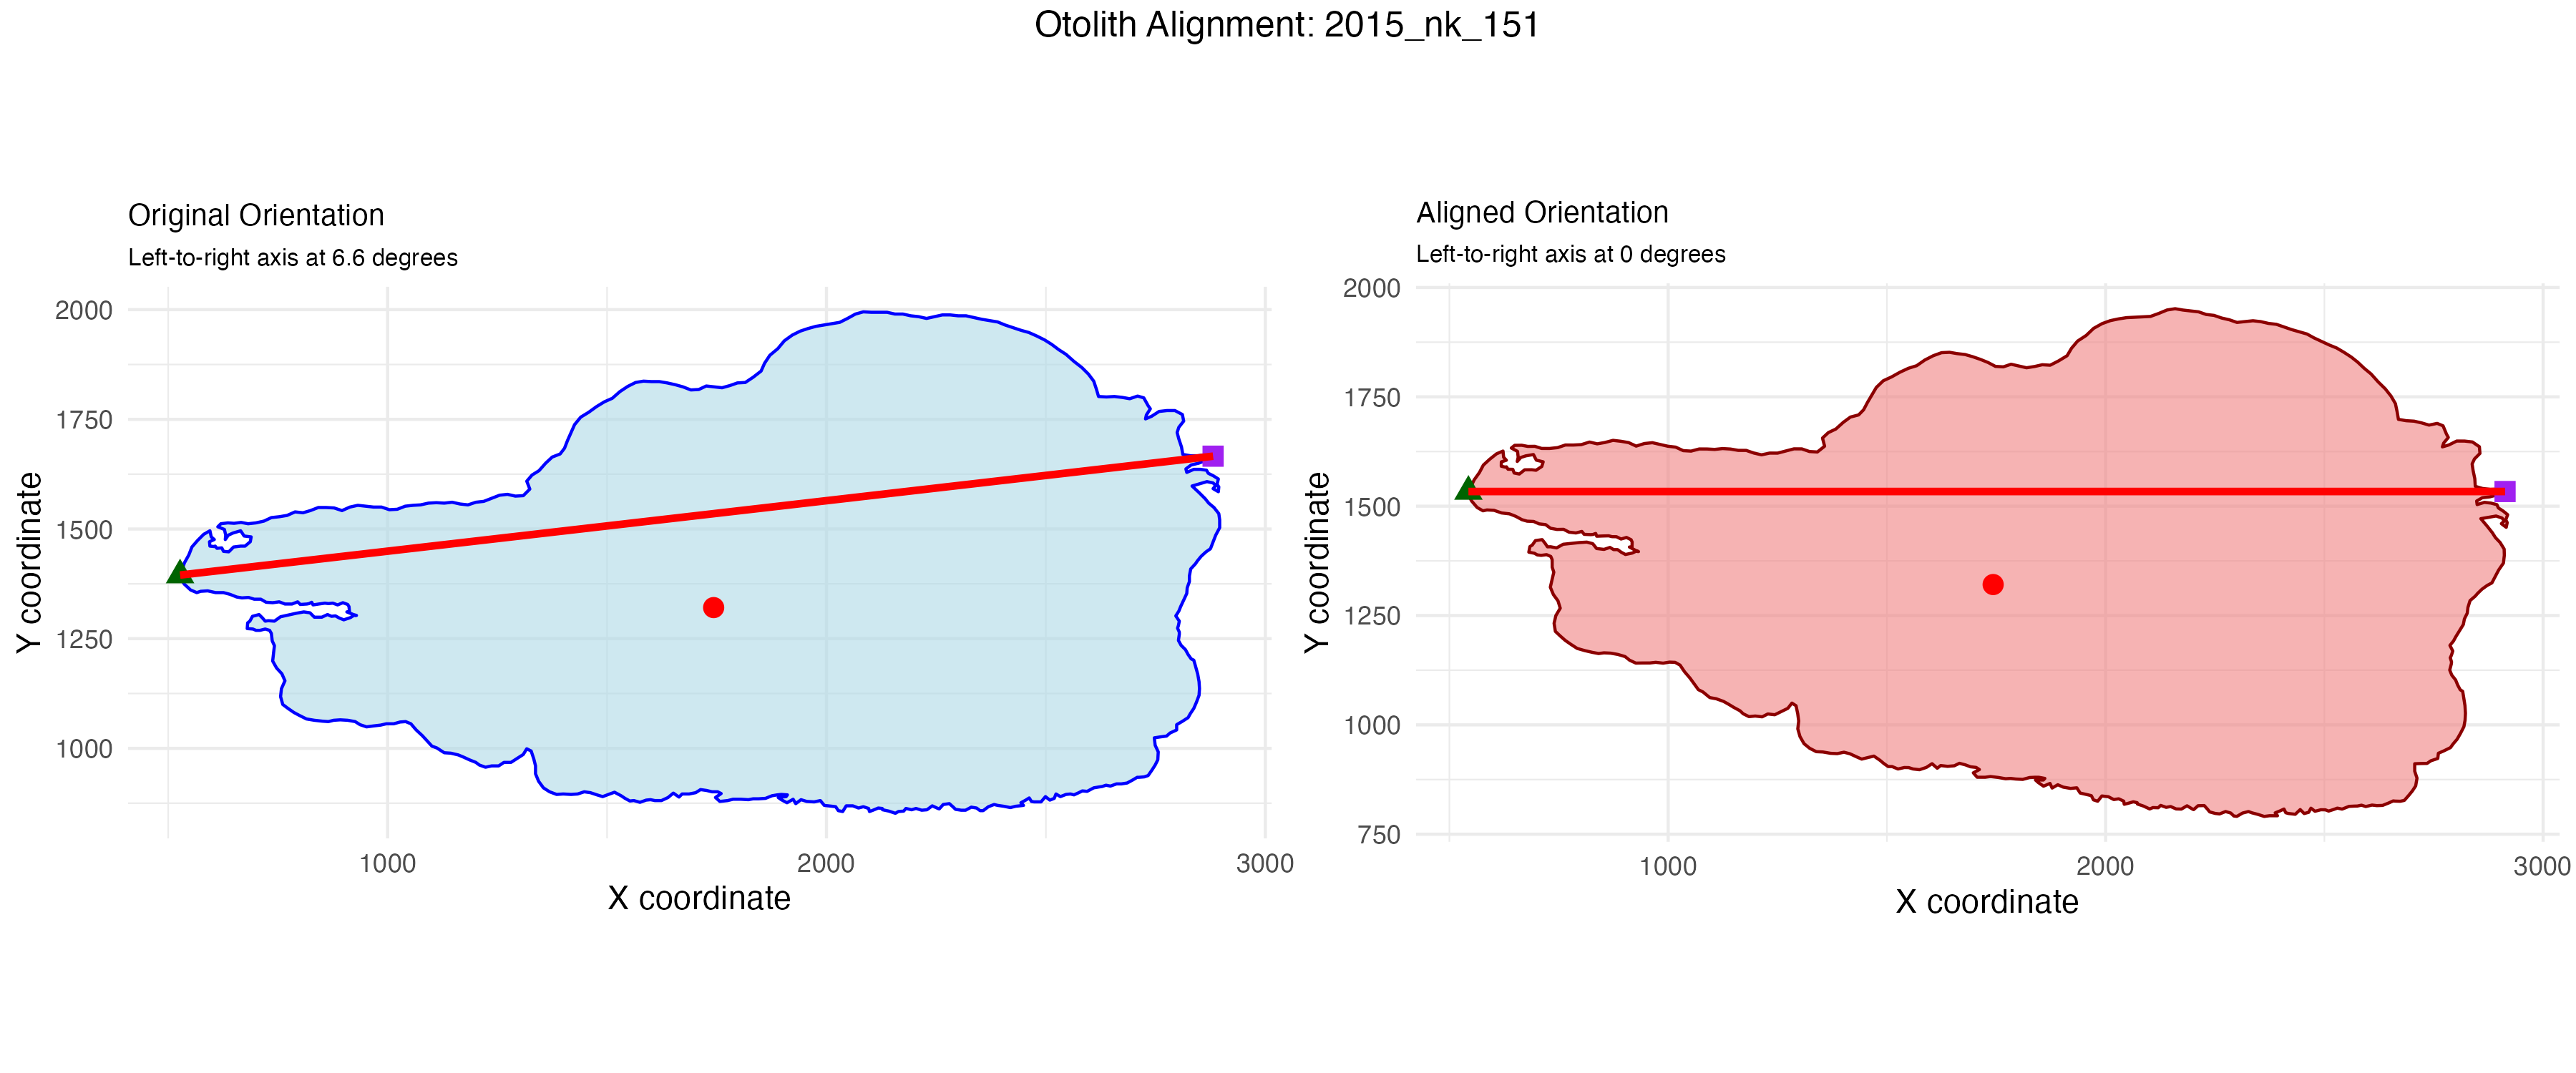 Otolith Alignment: 2015_nk_151
Original Orientation
Left-to-right axis at 6.6 degrees
2000
1750
1500
1250
1000
Y coordinate
1000
2000
3000
X coordinate
Aligned Orientation
Left-to-right axis at 0 degrees
2000
1750
1500
1250
1000
750
Y coordinate
1000
2000
3000
X coordinate